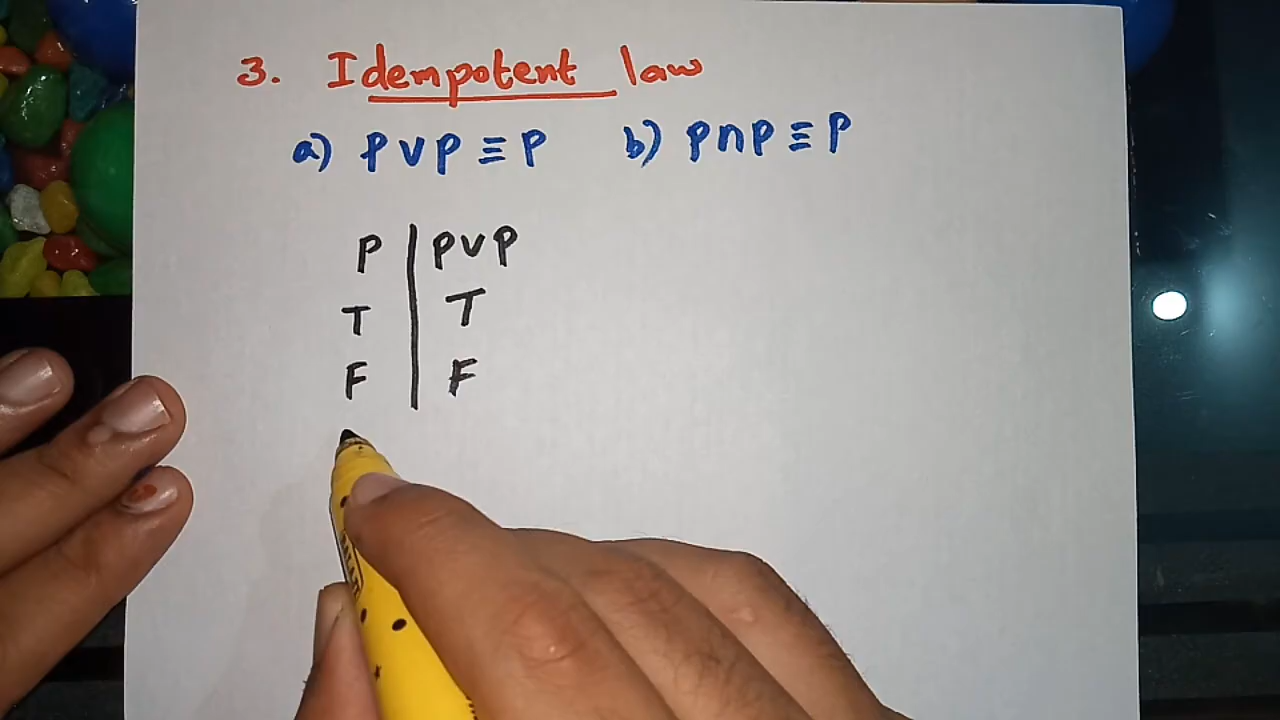 3. Idempotent law
a) P v P ≡ P b) P ∩ P ≡ P
P | P v P
T | T
F | F